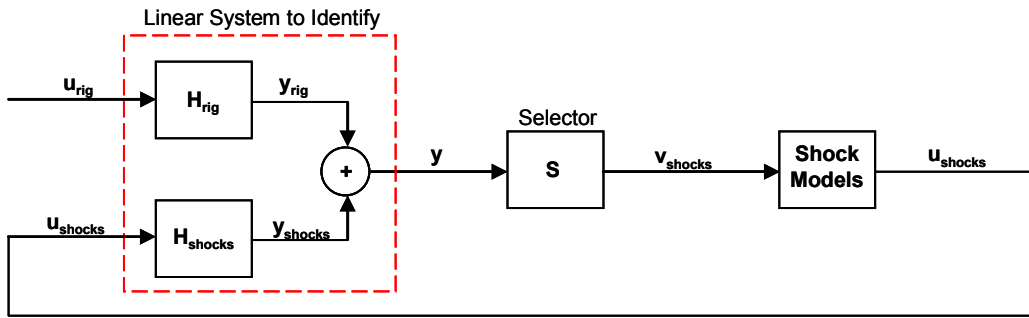 Linear System to Identify
u_rig
H_rig
y_rig
+
y
Selector
S
v_shocks
Shock
Models
u_shocks
u_shocks
H_shocks
y_shocks